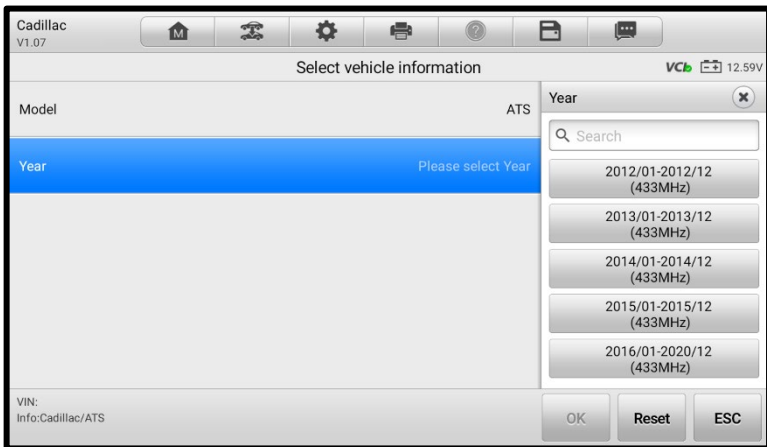 Cadillac
V1.07
M
?
Select vehicle information
VCI 12.59V
Model ATS
Year Please select Year
Year
Search
2012/01-2012/12
(433MHz)
2013/01-2013/12
(433MHz)
2014/01-2014/12
(433MHz)
2015/01-2015/12
(433MHz)
2016/01-2020/12
(433MHz)
VIN:
Info:Cadillac/ATS
OK Reset ESC